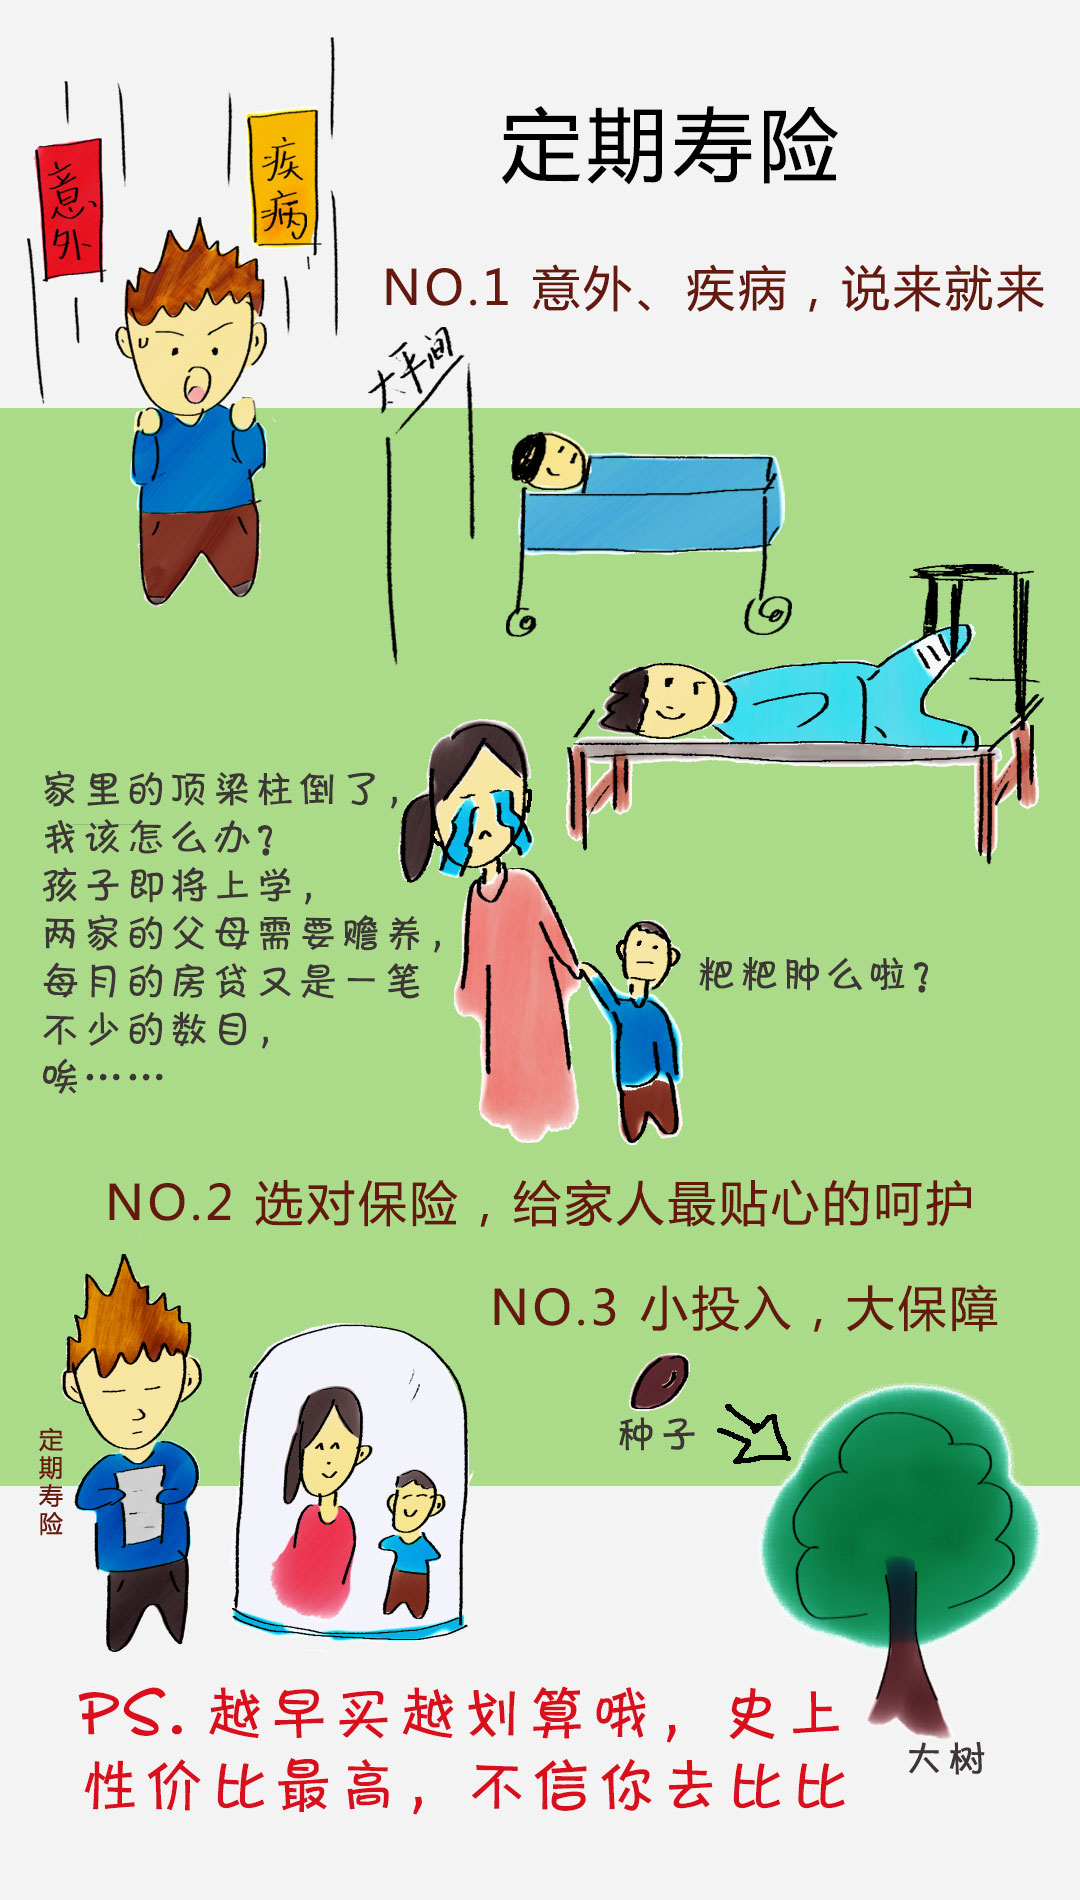 定期寿险
意外
疾病
NO.1 意外、疾病，说来就来
太平间
家里的顶梁柱倒了，
我该怎么办？
孩子即将上学，
两家的父母需要赡养，
每月的房贷又是一笔
不少的数目，
唉……
粑粑肿么啦？
NO.2 选对保险，给家人最贴心的呵护
NO.3 小投入，大保障
种子
定期寿险
大树
PS. 越早买越划算哦，史上
性价比最高，不信你去比比